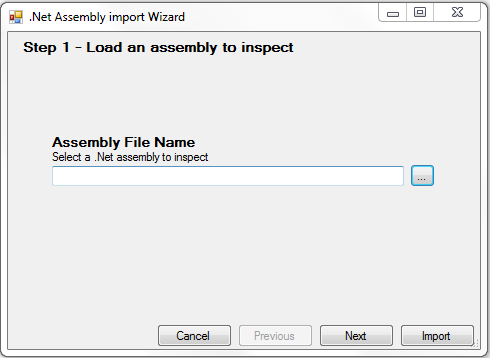 .Net Assembly import Wizard
Step 1 - Load an assembly to inspect
Assembly File Name
Select a .Net assembly to inspect
...
Cancel Previous Next Import